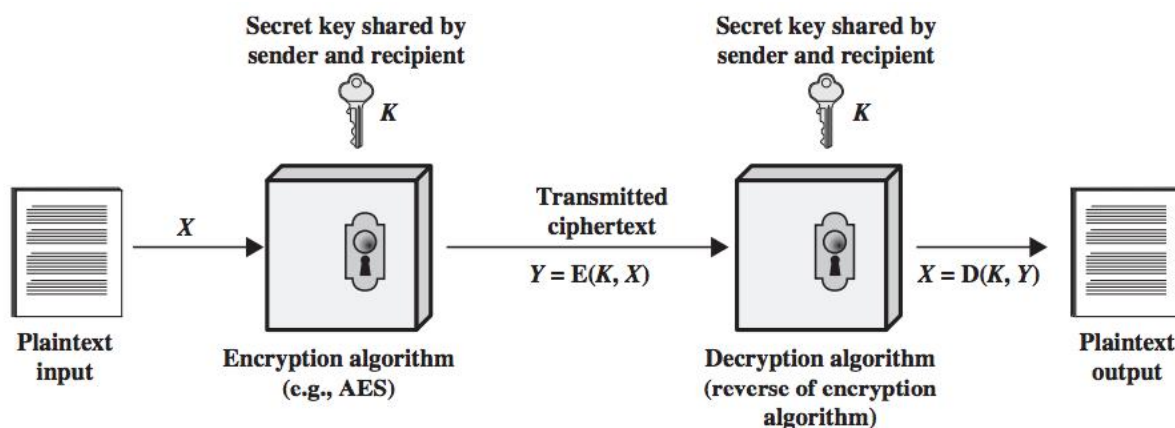 Secret key shared by
sender and recipient
K
Secret key shared by
sender and recipient
K
X
Transmitted
ciphertext
Y = E(K, X)
X = D(K, Y)
Plaintext
input
Encryption algorithm
(e.g., AES)
Decryption algorithm
(reverse of encryption
algorithm)
Plaintext
output